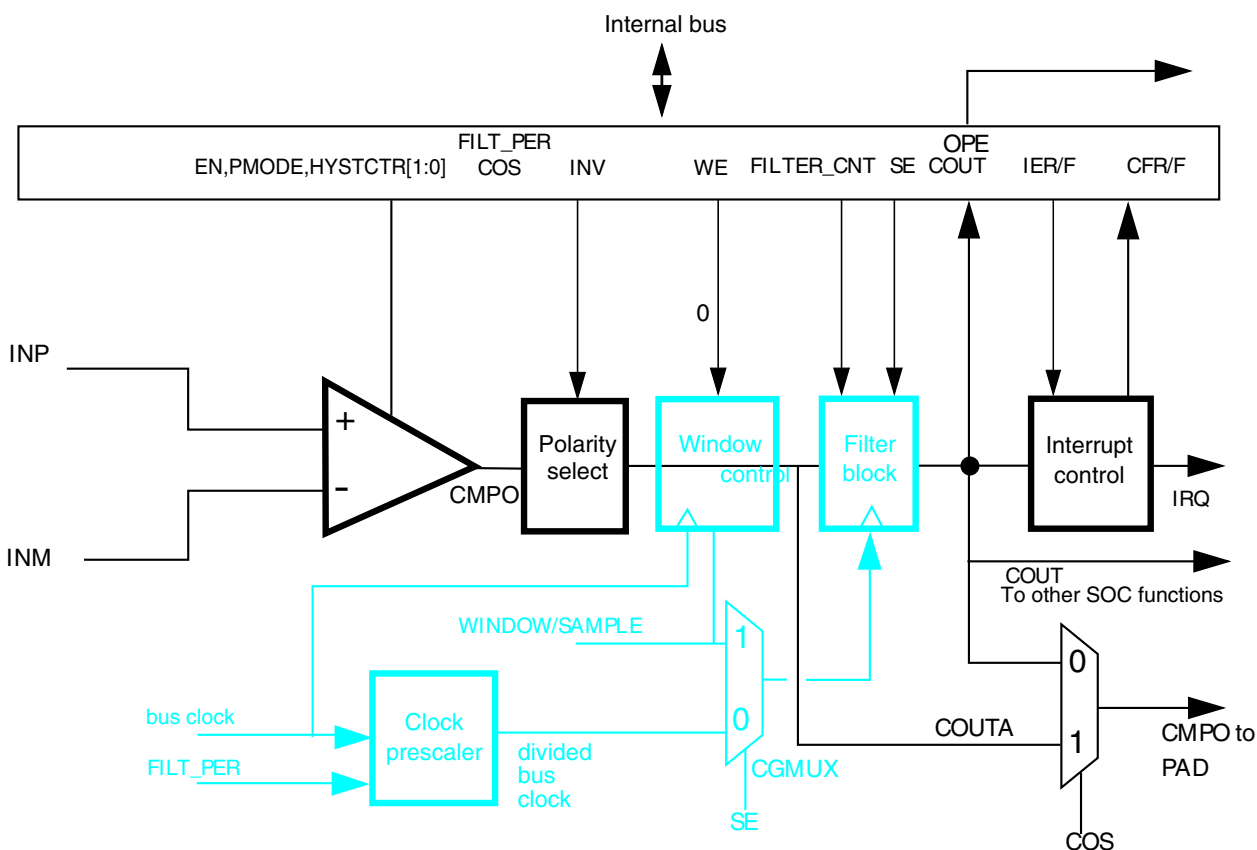 Internal bus
FILT_PER
OPE
EN,PMODE,HYSTCTR[1:0]
COS
INV
WE
FILTER_CNT
SE
COUT
IER/F
CFR/F
0
INP
+
-
CMPO
Polarity
select
Window
control
Filter
block
Interrupt
control
IRQ
INM
COUT
To other SOC functions
WINDOW/SAMPLE
1
0
0
1
bus clock
FILT_PER
Clock
prescaler
divided
bus
clock
CGMUX
SE
COUTA
CMPO to
PAD
COS